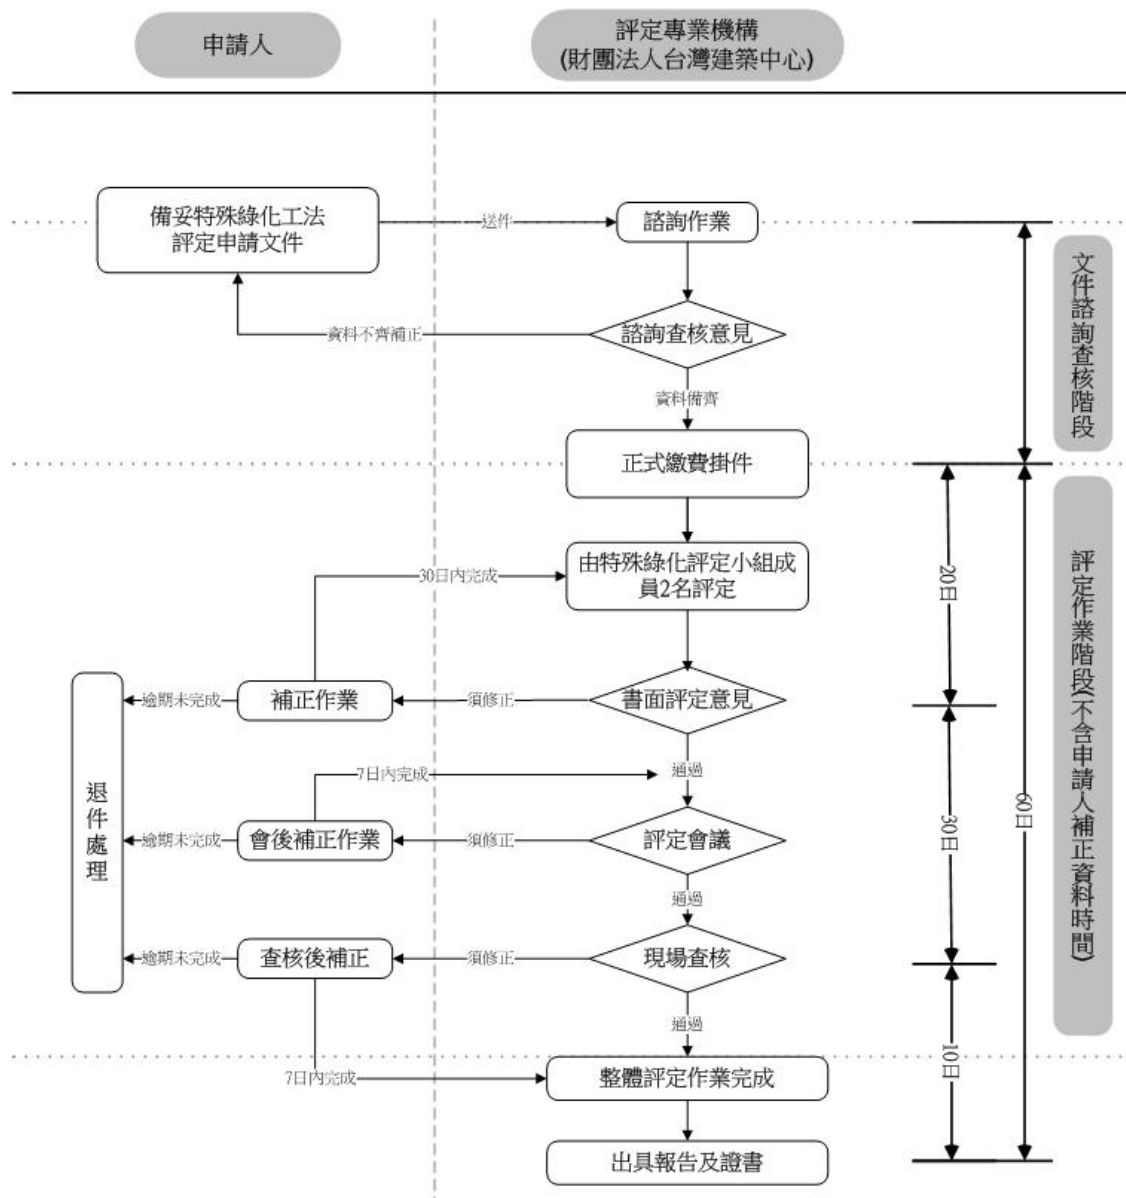 申請人
評定專業機構
(財團法人台灣建築中心)
備妥特殊綠化工法
評定申請文件
送件
諮詢作業
文件諮詢查核階段
資料不齊補正
諮詢查核意見
資料備齊
正式繳費掛件
由特殊綠化評定小組成
員2名評定
30日內完成
20日
評定作業階段(不含申請人補正資料時間)
逾期未完成
補正作業
須修正
書面評定意見
7日內完成
通過
退件處理
逾期未完成
會後補正作業
須修正
評定會議
30日
60日
通過
逾期未完成
查核後補正
須修正
現場查核
通過
10日
7日內完成
整體評定作業完成
出具報告及證書